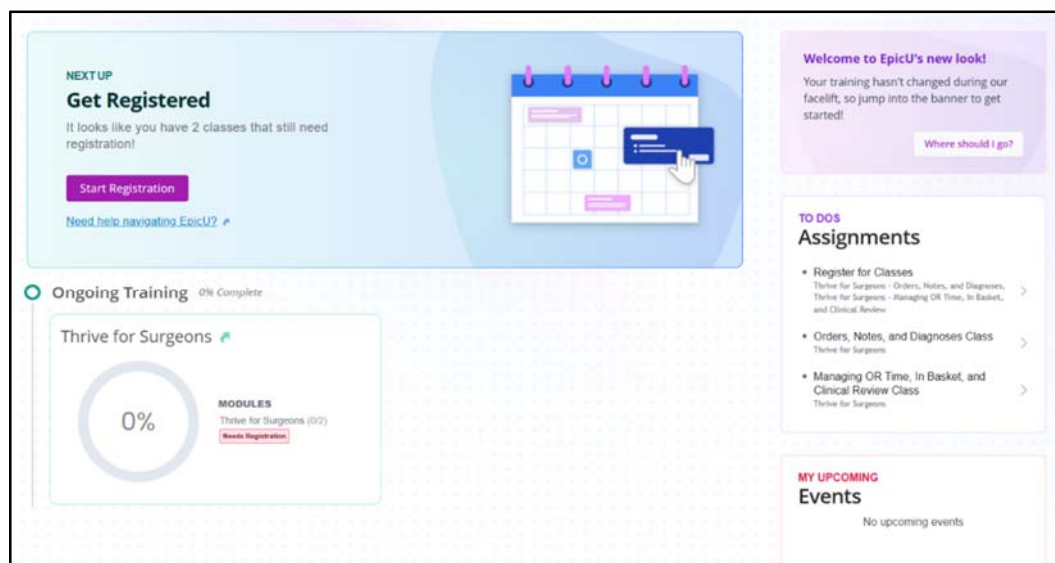 NEXT UP
Get Registered
It looks like you have 2 classes that still need
registration!
Start Registration
Need help navigating EpicU?
Ongoing Training 0% Complete
Thrive for Surgeons
0%
MODULES
Thrive for Surgeons (0/2)
Needs Registration
Welcome to EpicU's new look!
Your training hasn't changed during our
facelift, so jump into the banner to get
started!
Where should I go?
TO DOS
Assignments
• Register for Classes
Thrive for Surgeons - Orders, Notes, and Diagnoses,
Thrive for Surgeons - Managing OR Time, In Basket,
and Clinical Review
• Orders, Notes, and Diagnoses Class
Thrive for Surgeons
• Managing OR Time, In Basket, and
Clinical Review Class
Thrive for Surgeons
MY UPCOMING
Events
No upcoming events